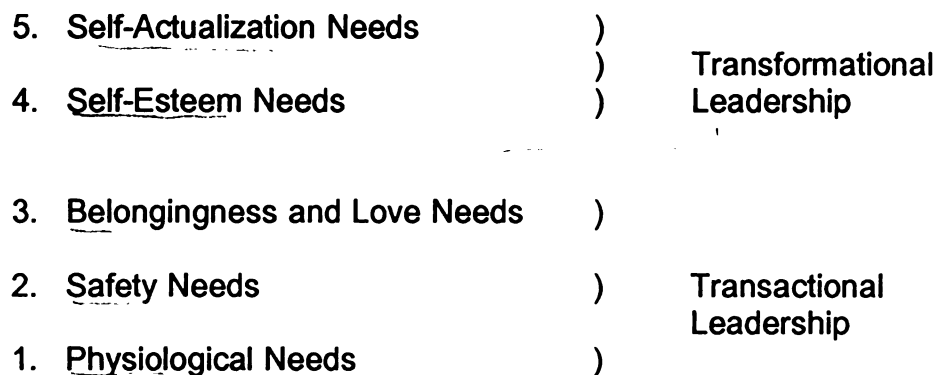 5. Self-Actualization Needs )
) Transformational
4. Self-Esteem Needs ) Leadership
3. Belongingness and Love Needs )
2. Safety Needs ) Transactional
Leadership
1. Physiological Needs )